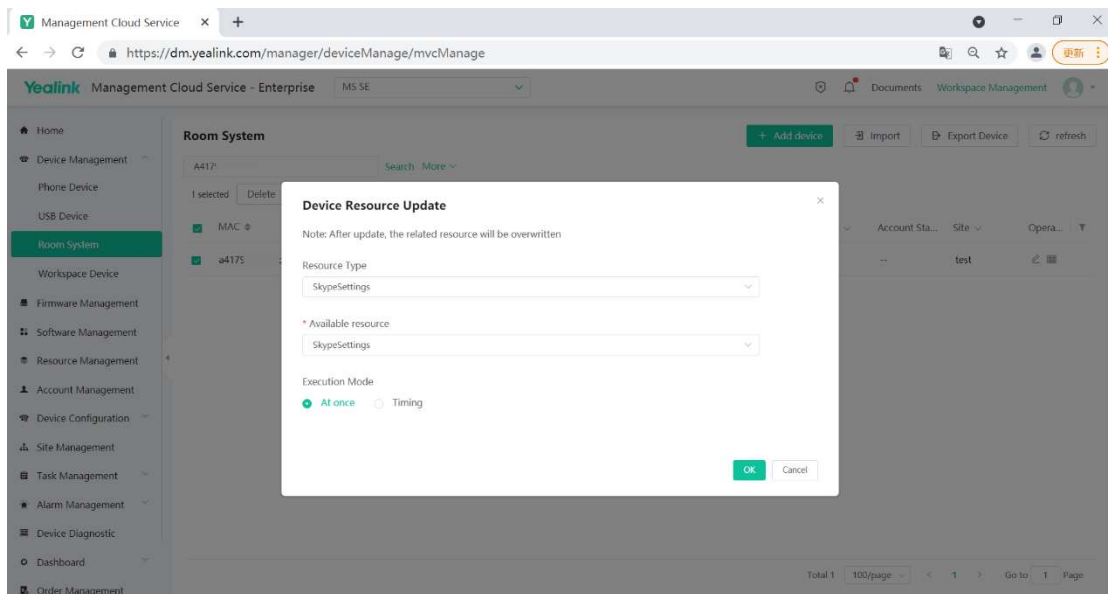 Management Cloud Service
https://dm.yealink.com/manager/deviceManage/mvcManage
更新
Yealink Management Cloud Service - Enterprise MS SE Documents Workspace Management
Home
Device Management
Phone Device
USB Device
Room System
Workspace Device
Firmware Management
Software Management
Resource Management
Account Management
Device Configuration
Site Management
Task Management
Alarm Management
Device Diagnostic
Dashboard
Order Management
Room System
+ Add device Import Export Device refresh
Search More
1 selected Delete
MAC Account Sta... Site Opera...
-- test
Device Resource Update
Note: After update, the related resource will be overwritten
Resource Type
SkypeSettings
* Available resource
SkypeSettings
Execution Mode
At once Timing
OK Cancel
Total 1 100/page < 1 > Go to 1 Page